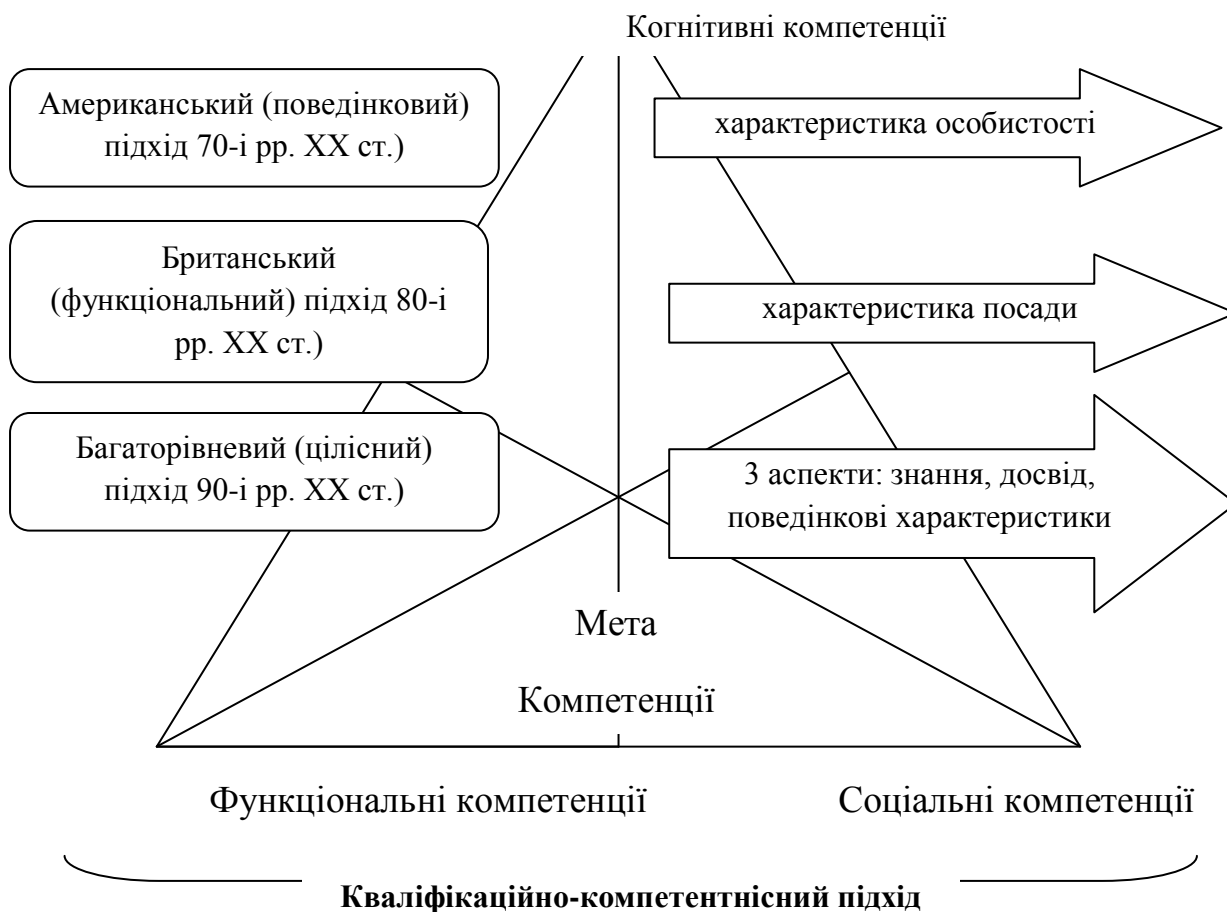 Когнітивні компетенції
Американський (поведінковий)
підхід 70-і рр. ХХ ст.)
характеристика особистості
Британський
(функціональний) підхід 80-і
рр. ХХ ст.)
характеристика посади
Багаторівневий (цілісний)
підхід 90-і рр. ХХ ст.)
3 аспекти: знання, досвід,
поведінкові характеристики
Мета
Компетенції
Функціональні компетенції
Соціальні компетенції
Кваліфікаційно-компетентнісний підхід